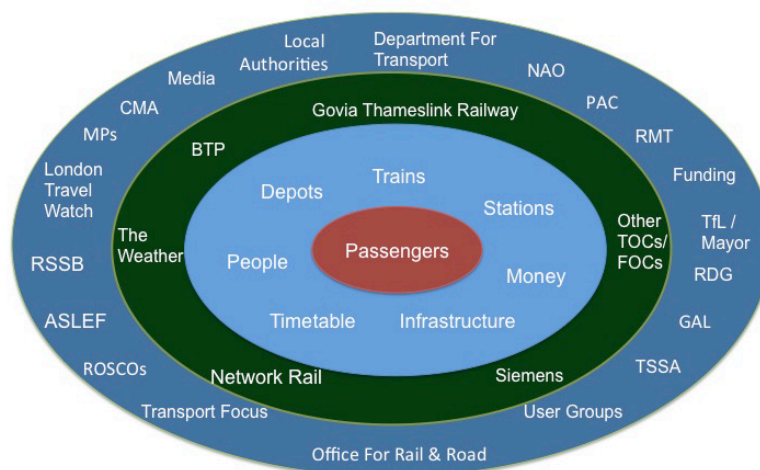 Local
Authorities
Department For
Transport
Media
NAO
CMA
PAC
MPs
RMT
London
Travel
Watch
Funding
RSSB
TfL /
Mayor
ASLEF
RDG
ROSCOs
GAL
Transport Focus
TSSA
User Groups
Office For Rail & Road
Govia Thameslink Railway
BTP
The
Weather
Other
TOCs/
FOCs
Network Rail
Siemens
Trains
Depots
Stations
People
Money
Timetable
Infrastructure
Passengers